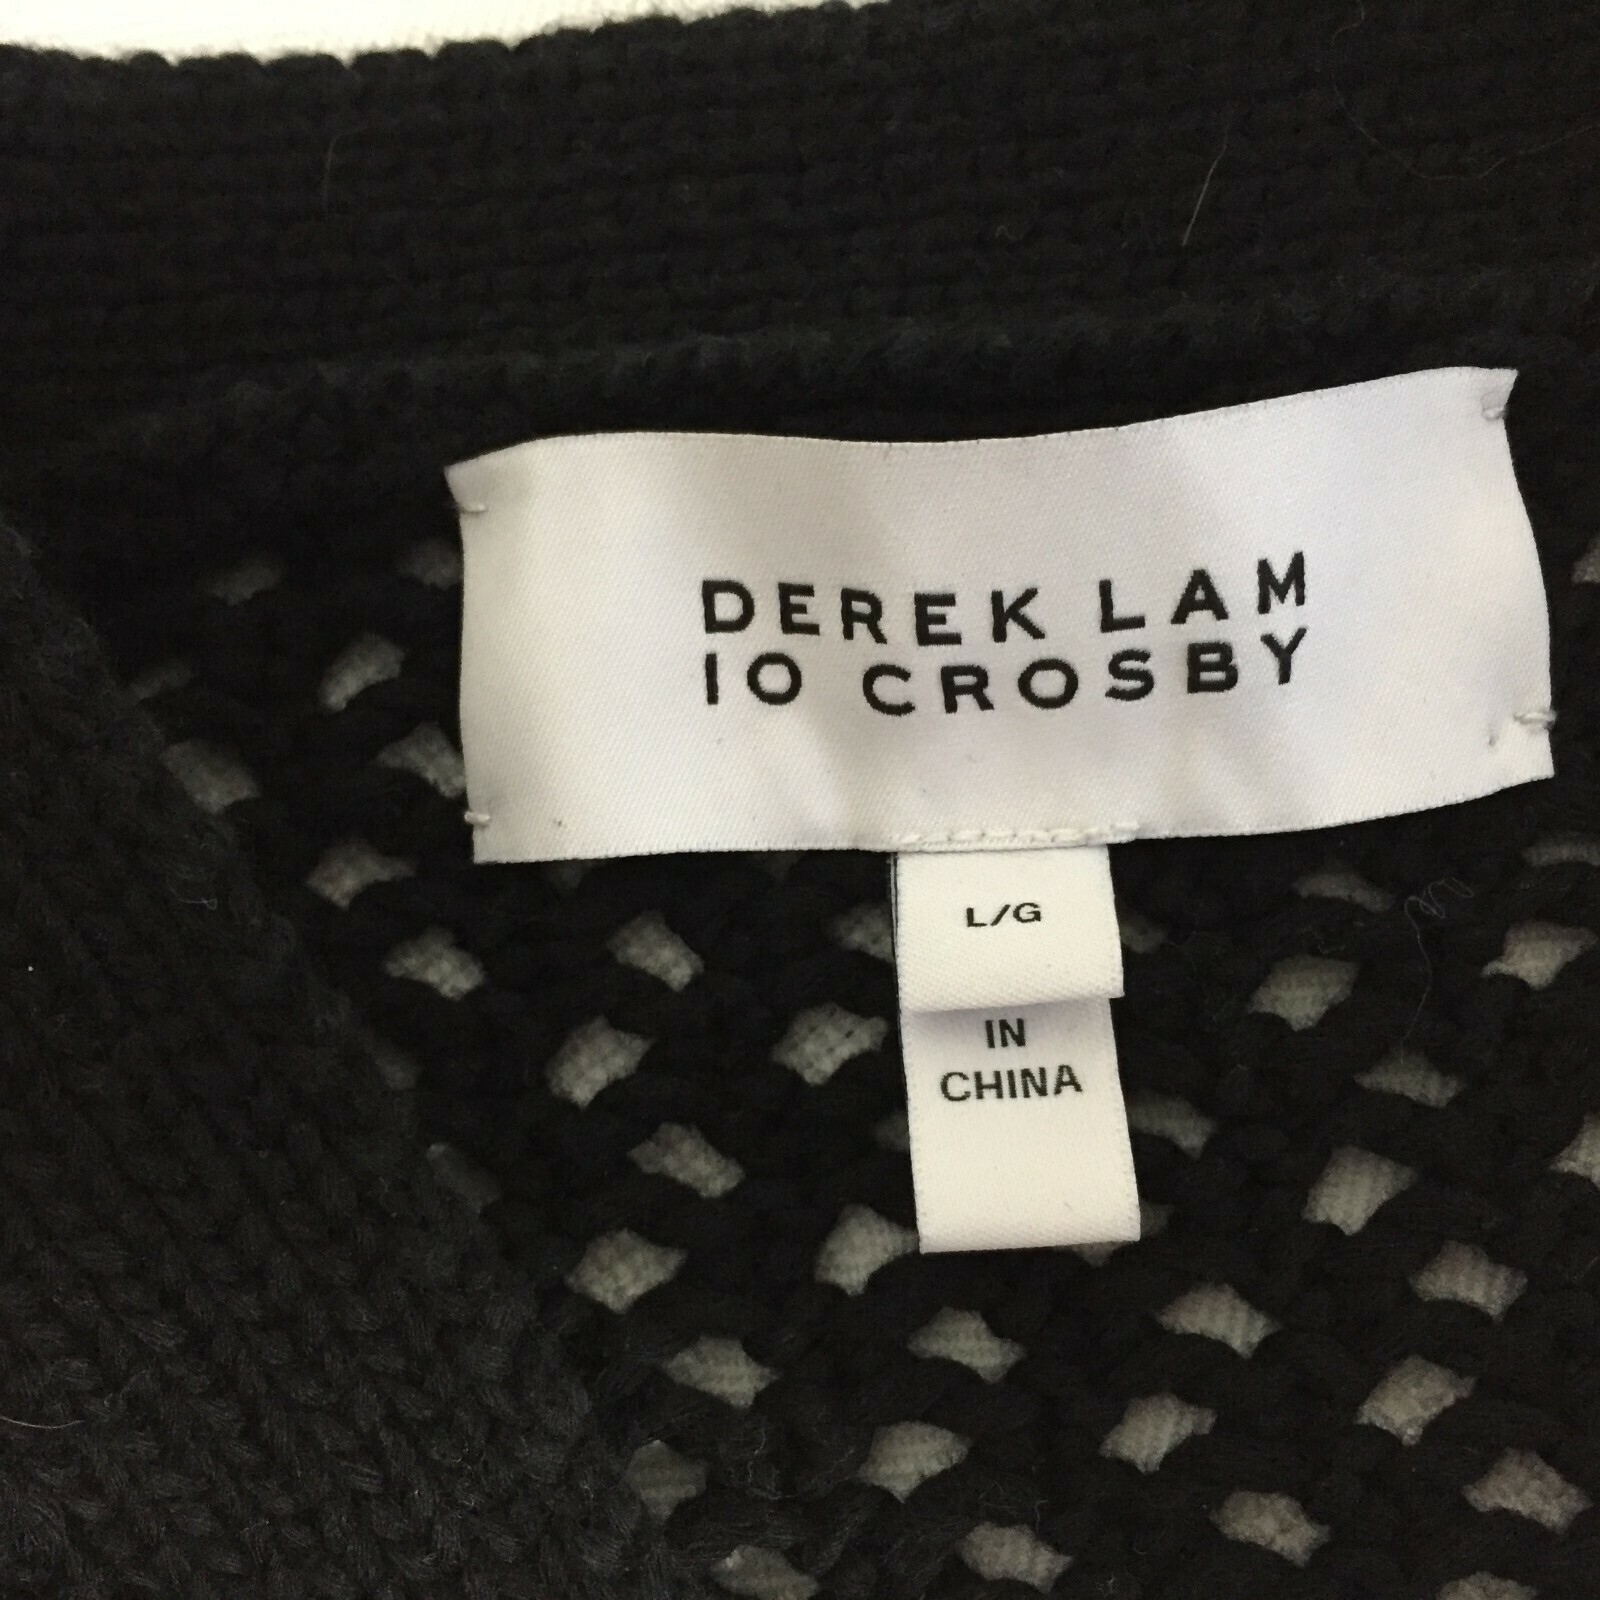 DEREK LAM
10 CROSBY
L/G
IN
CHINA